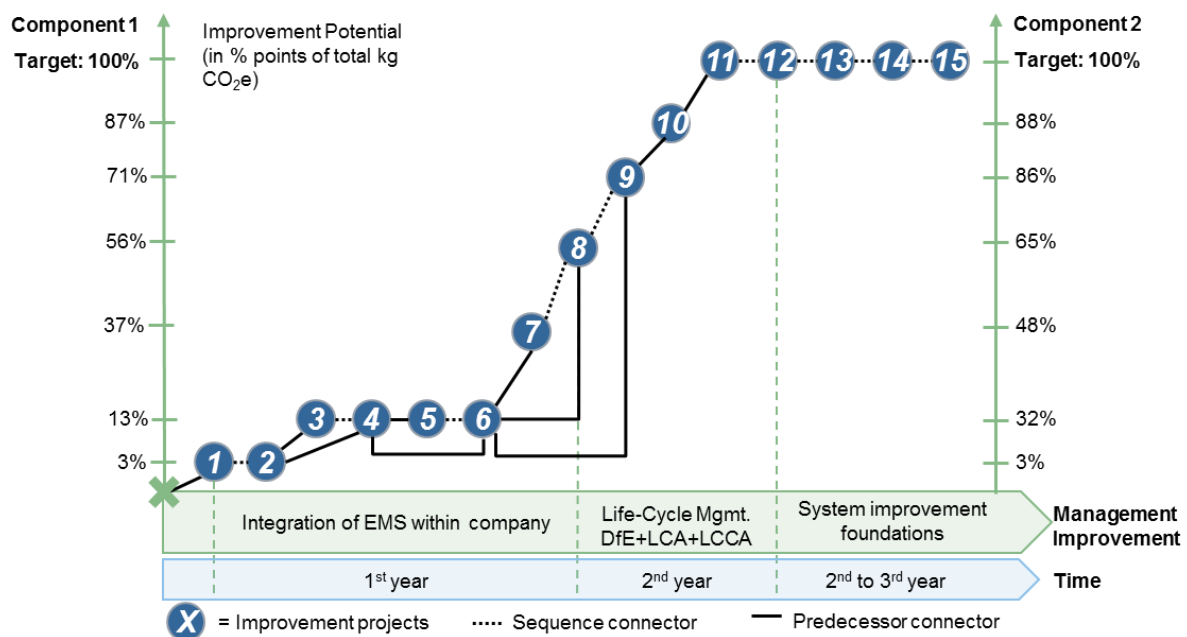 Component 1
Target: 100%
87%
71%
56%
37%
13%
3%
Improvement Potential
(in % points of total kg
CO₂e)
Component 2
Target: 100%
88%
86%
65%
48%
32%
3%
1
2
3
4
5
6
7
8
9
10
11
12
13
14
15
Integration of EMS within company
Life-Cycle Mgmt.
DfE+LCA+LCCA
System improvement
foundations
Management
Improvement
1st year
2nd year
2nd to 3rd year
Time
X = Improvement projects
Sequence connector
Predecessor connector